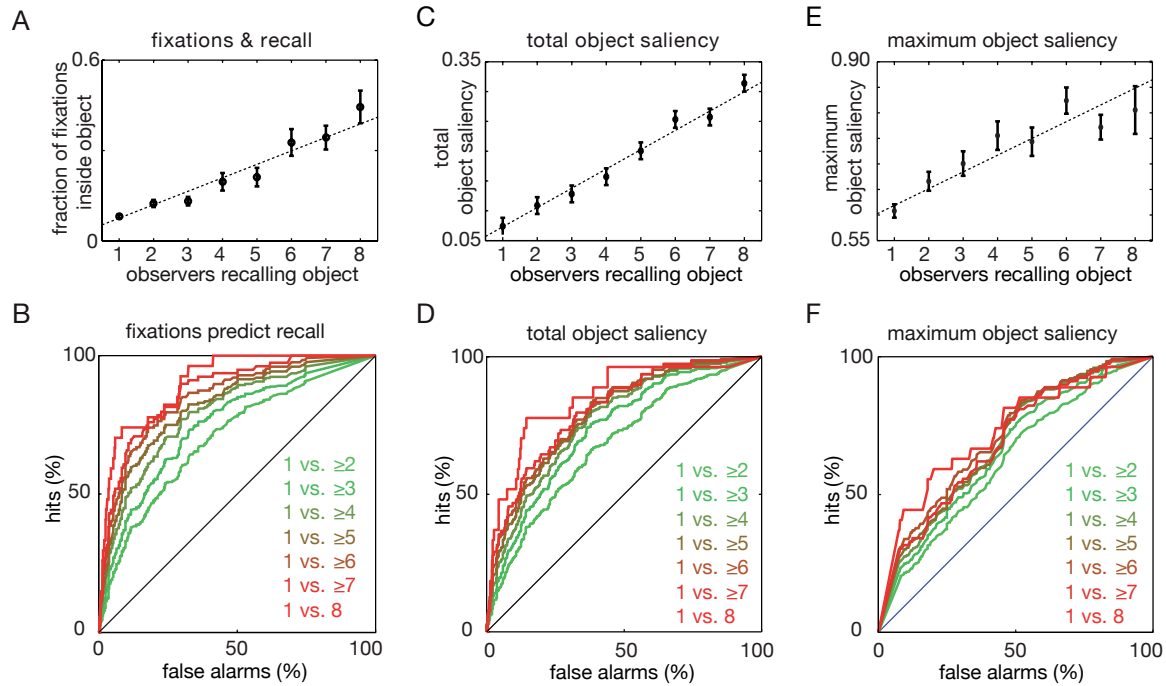 A
fixations & recall
0.6
fraction of fixations
inside object
0
1 2 3 4 5 6 7 8
observers recalling object
C
total object saliency
0.35
total
object saliency
0.05
1 2 3 4 5 6 7 8
observers recalling object
E
maximum object saliency
0.90
maximum
object saliency
0.55
1 2 3 4 5 6 7 8
observers recalling object
B
fixations predict recall
100
hits (%)
50
0
1 vs. ≥2
1 vs. ≥3
1 vs. ≥4
1 vs. ≥5
1 vs. ≥6
1 vs. ≥7
1 vs. 8
0 50 100
false alarms (%)
D
total object saliency
100
hits (%)
50
0
1 vs. ≥2
1 vs. ≥3
1 vs. ≥4
1 vs. ≥5
1 vs. ≥6
1 vs. ≥7
1 vs. 8
0 50 100
false alarms (%)
F
maximum object saliency
100
hits (%)
50
0
1 vs. ≥2
1 vs. ≥3
1 vs. ≥4
1 vs. ≥5
1 vs. ≥6
1 vs. ≥7
1 vs. 8
0 50 100
false alarms (%)